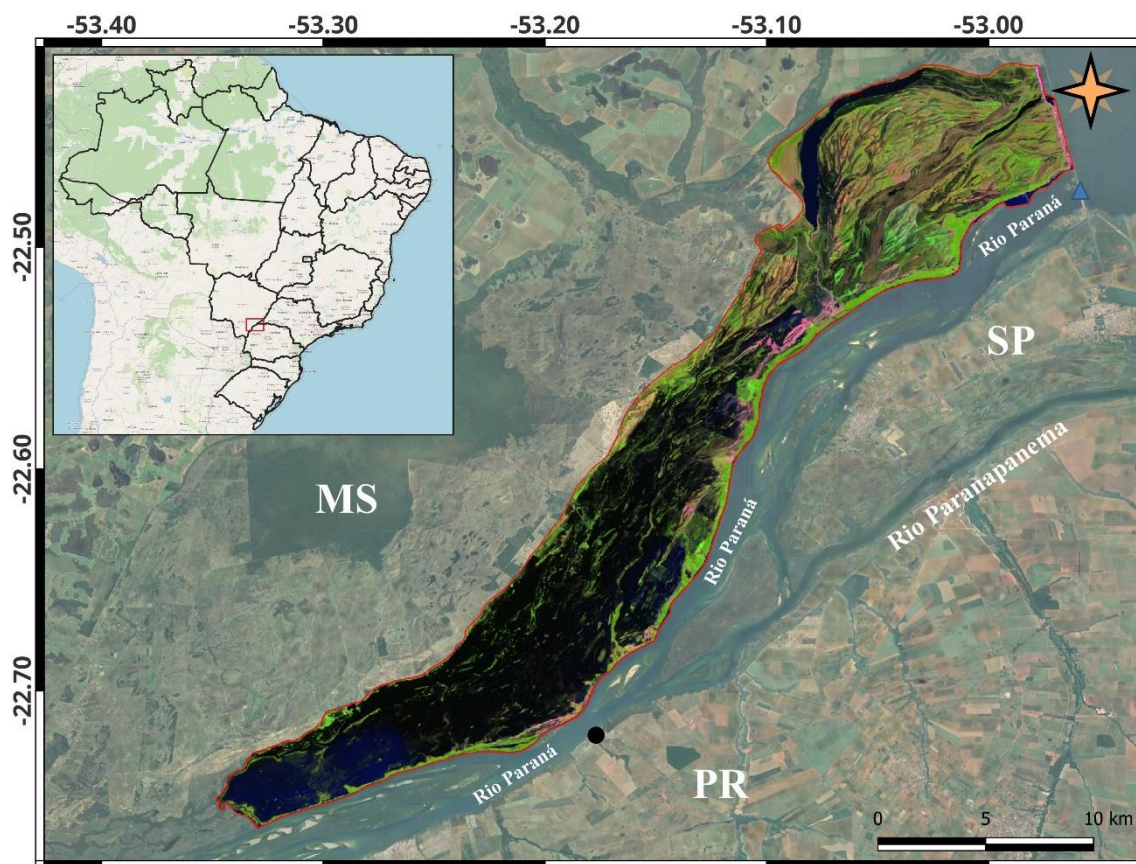 -53.40 -53.30 -53.20 -53.10 -53.00
-22.50
-22.60
-22.70
Rio Paraná
SP
Rio Paranapanema
MS
Rio Paraná
Rio Paraná
PR
0 5 10 km